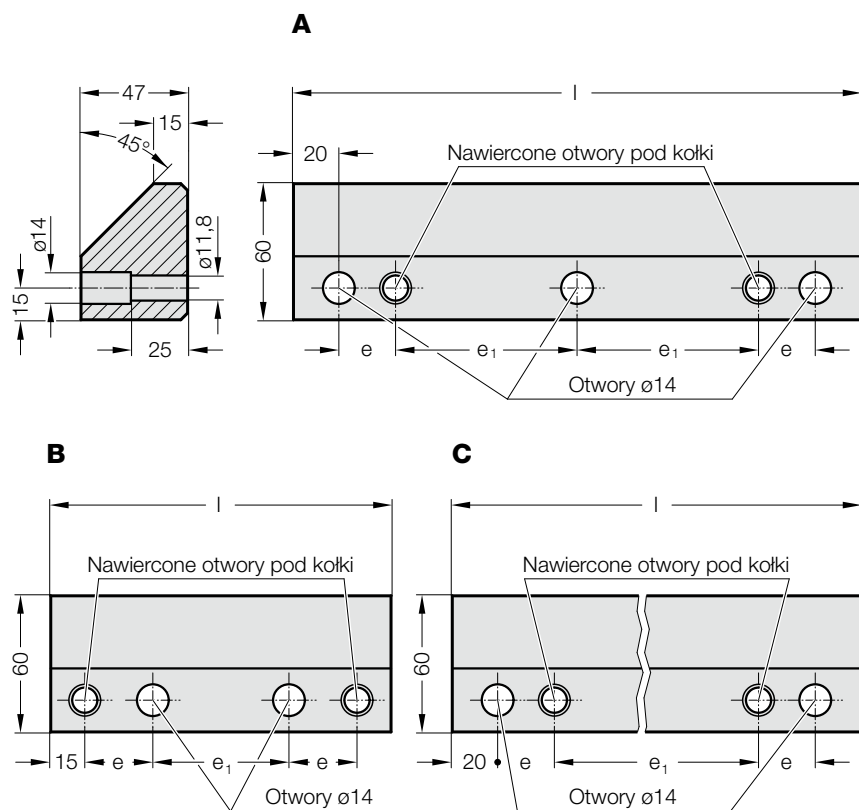 A
47
l
15
45°
20
Nawiercone otwory pod kołki
ø14
ø11,8
60
15
25
e
e₁
e₁
e
Otwory ø14
B
C
l
l
Nawiercone otwory pod kołki
Nawiercone otwory pod kołki
60
60
15
e
e₁
e
20
e
e₁
e
Otwory ø14
Otwory ø14